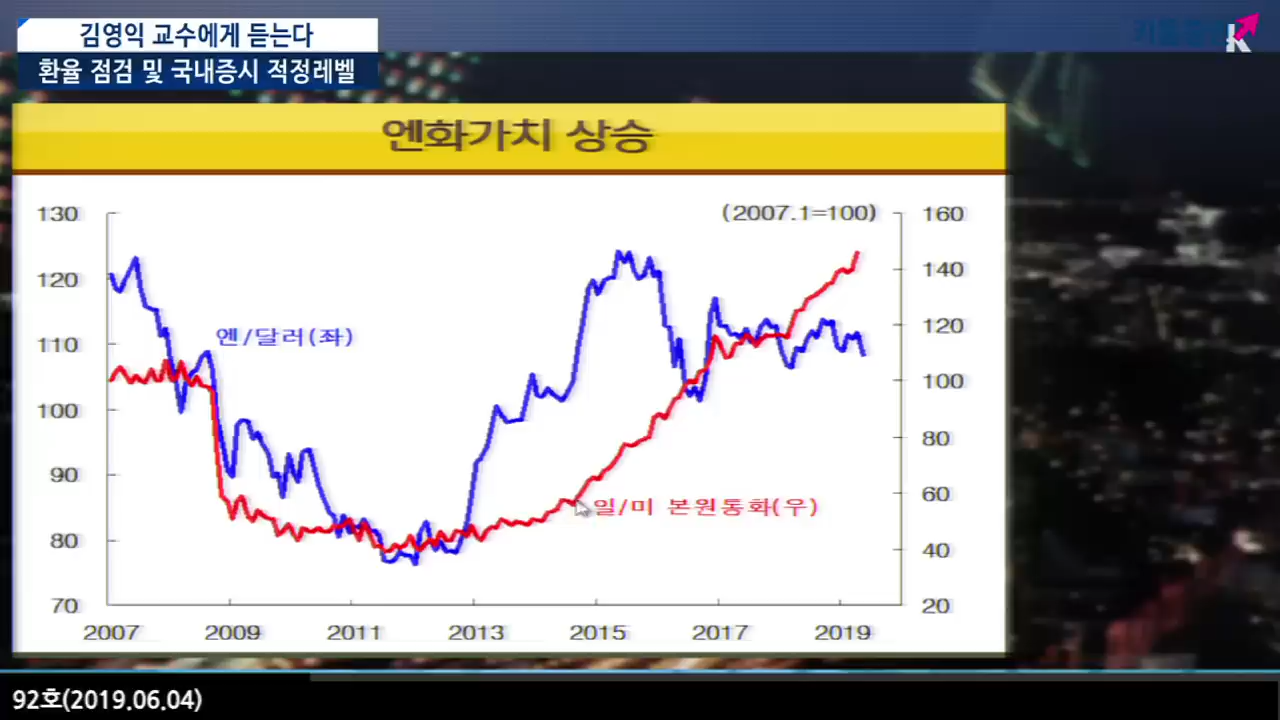 김영익 교수에게 듣는다
환율 점검 및 국내증시 적정레벨
엔화가치 상승
(2007.1=100)
130
120
110
100
90
80
70
160
140
120
100
80
60
40
20
엔/달러(좌)
일/미 본원통화(우)
2007 2009 2011 2013 2015 2017 2019
92호(2019.06.04)